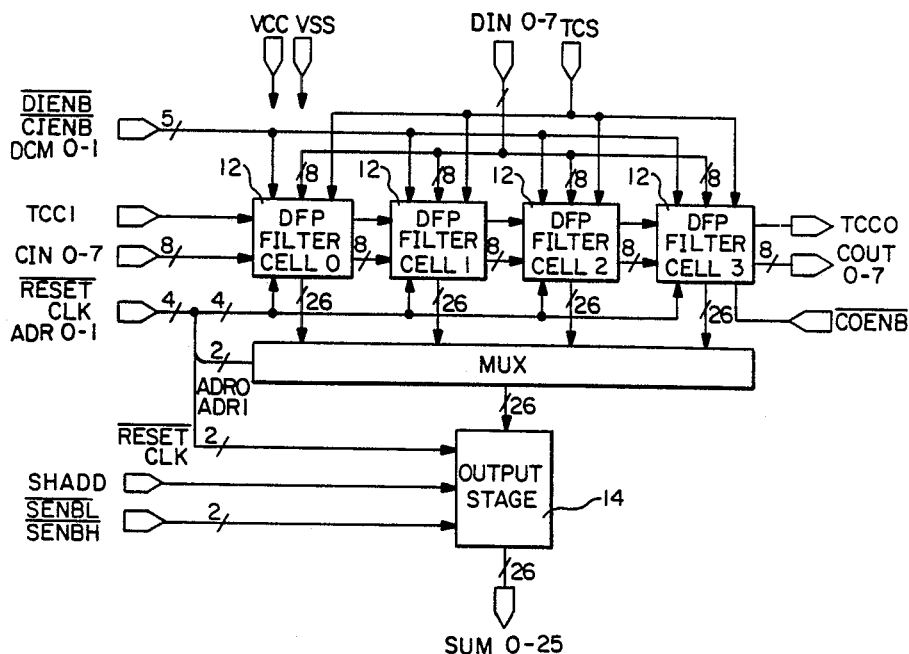 VCC VSS DIN 0-7 TCS
DIENB
CIENB
DCM 0-1
5
12 8 12 8 12 8 12 8
TCCI
CIN 0-7
8
DFP
FILTER
CELL 0
8
DFP
FILTER
CELL 1
8
DFP
FILTER
CELL 2
8
DFP
FILTER
CELL 3
8
TCCO
COUT
0-7
RESET
CLK
ADR 0-1
4 4
26 26 26 26
COENB
2
ADR0
ADR1
MUX
26
RESET
CLK
2
SHADD
SENBL
SENBH
2
OUTPUT
STAGE
14
26
SUM 0-25